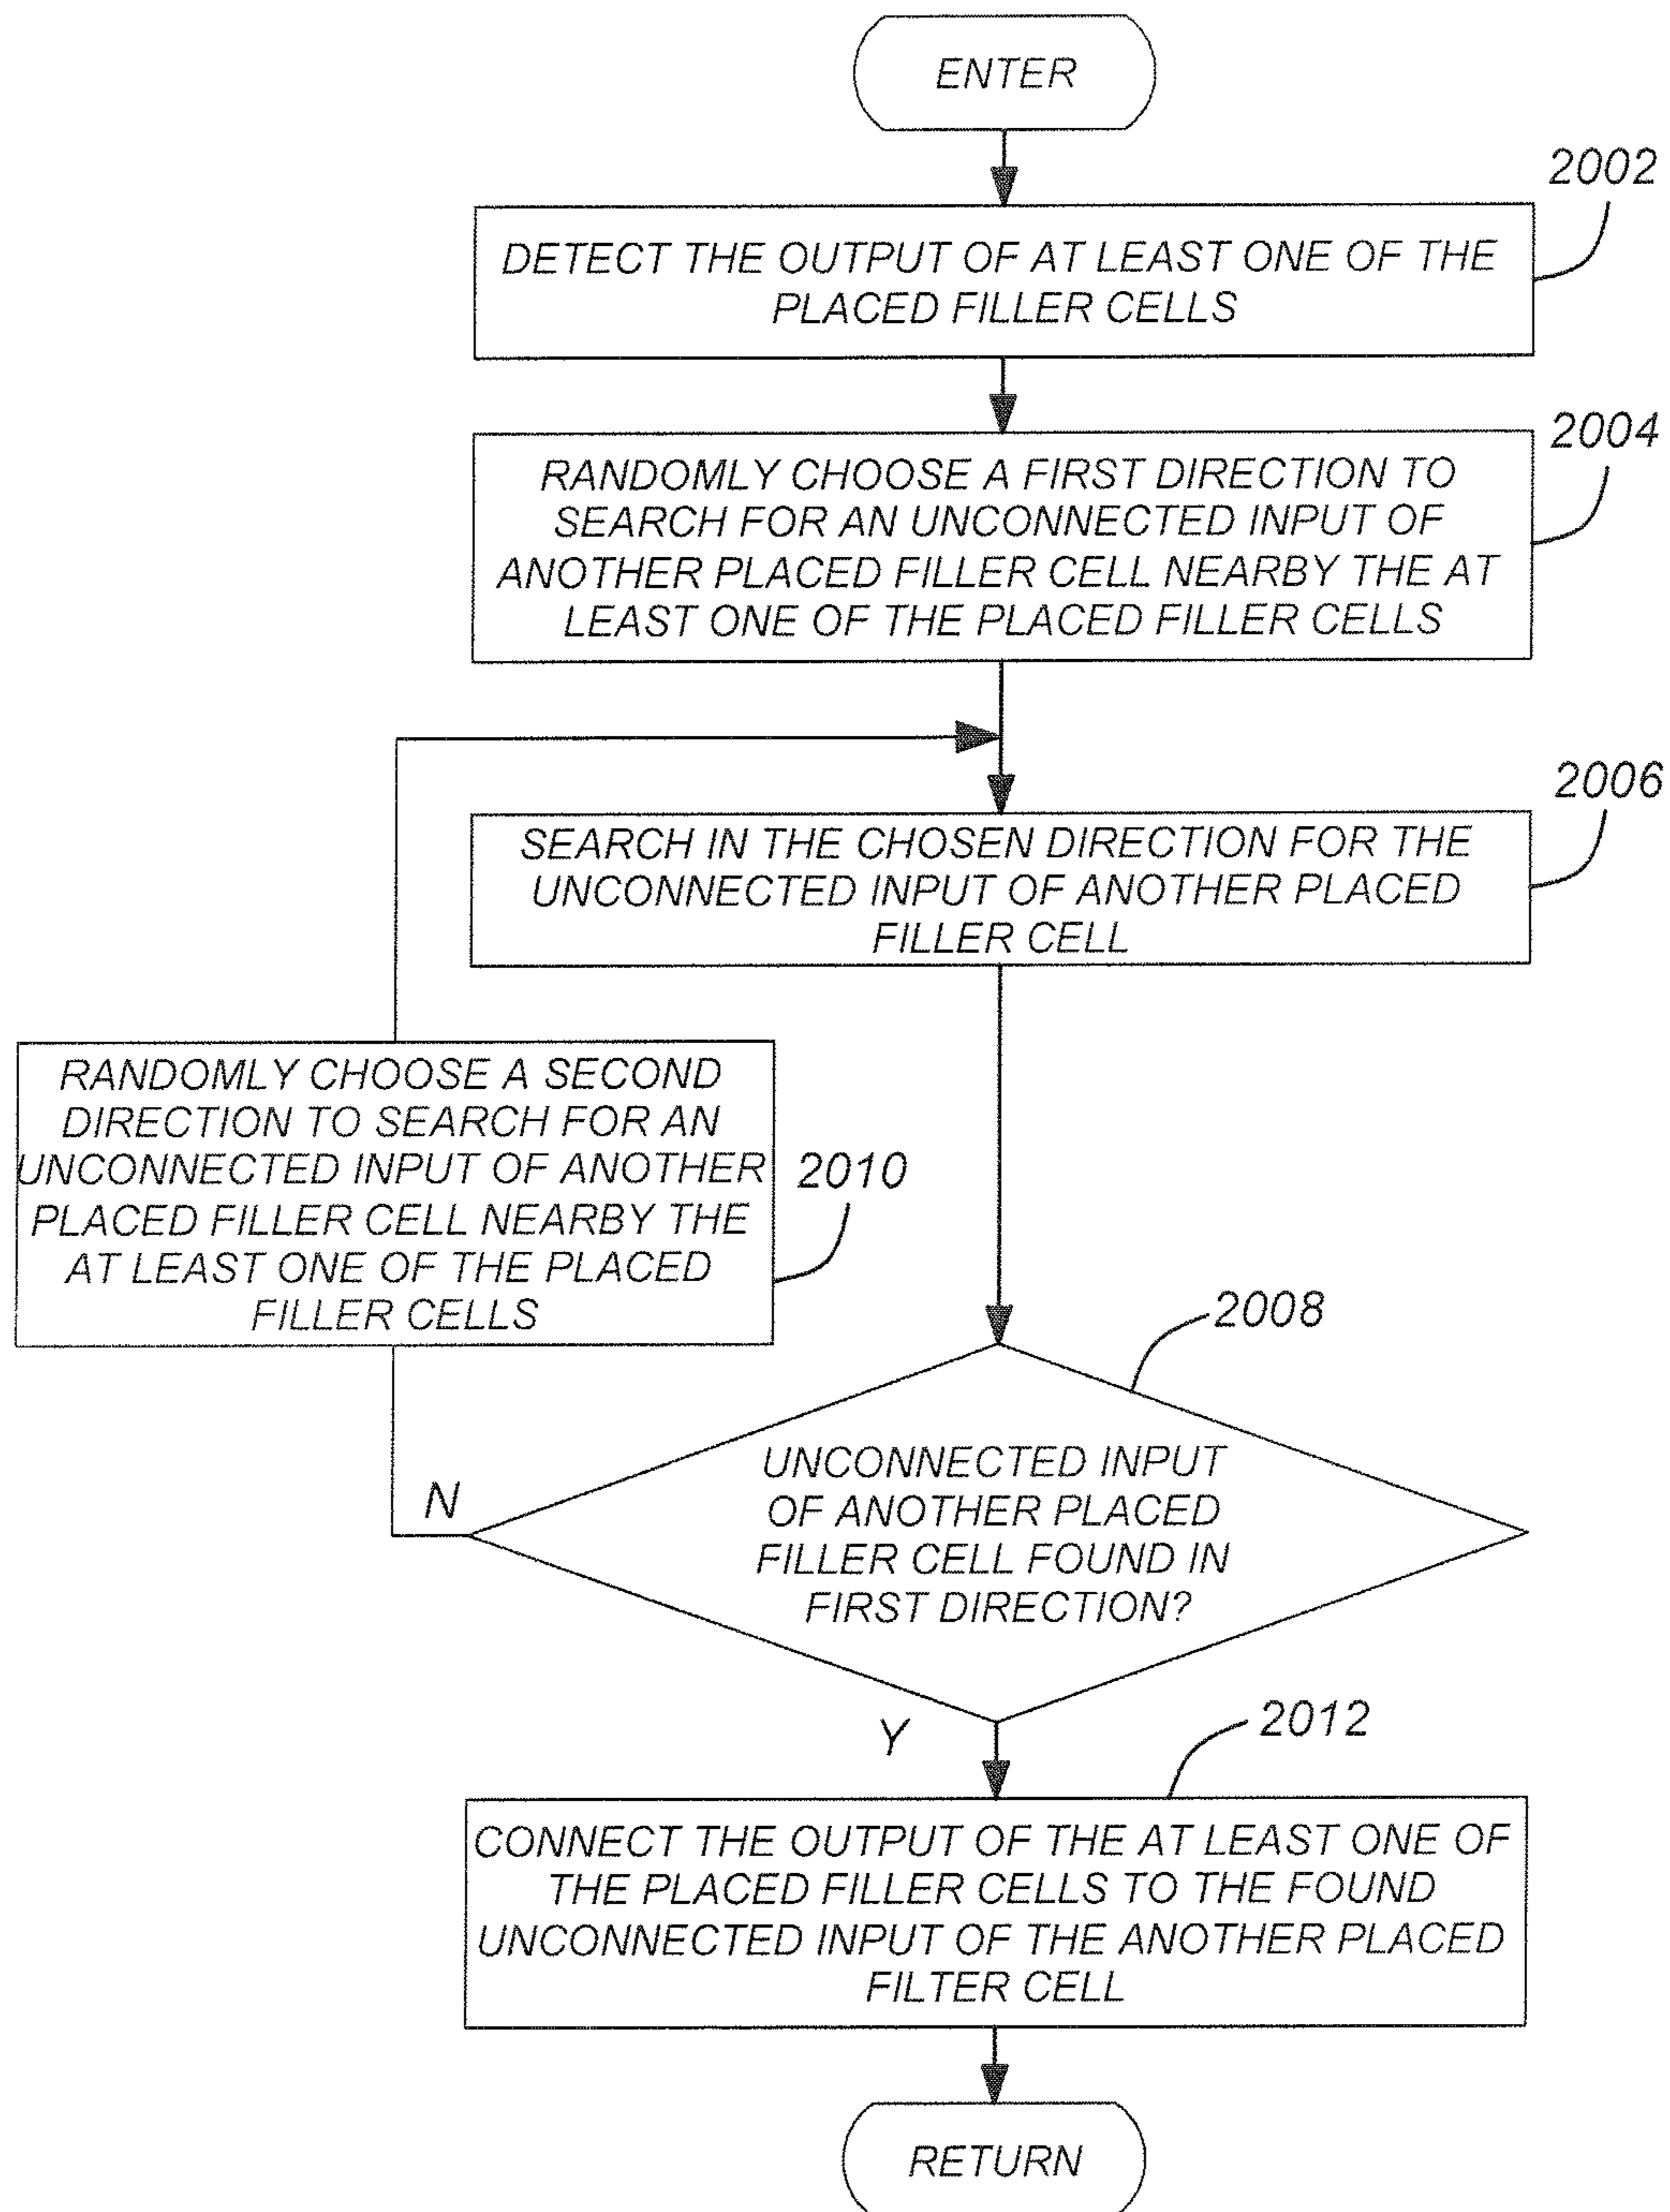 ENTER
2002
DETECT THE OUTPUT OF AT LEAST ONE OF THE
PLACED FILLER CELLS
2004
RANDOMLY CHOOSE A FIRST DIRECTION TO
SEARCH FOR AN UNCONNECTED INPUT OF
ANOTHER PLACED FILLER CELL NEARBY THE AT
LEAST ONE OF THE PLACED FILLER CELLS
2006
SEARCH IN THE CHOSEN DIRECTION FOR THE
UNCONNECTED INPUT OF ANOTHER PLACED
FILLER CELL
RANDOMLY CHOOSE A SECOND
DIRECTION TO SEARCH FOR AN
UNCONNECTED INPUT OF ANOTHER
PLACED FILLER CELL NEARBY THE
AT LEAST ONE OF THE PLACED
FILLER CELLS
2010
2008
UNCONNECTED INPUT
OF ANOTHER PLACED
FILLER CELL FOUND IN
FIRST DIRECTION?
N
Y
2012
CONNECT THE OUTPUT OF THE AT LEAST ONE OF
THE PLACED FILLER CELLS TO THE FOUND
UNCONNECTED INPUT OF THE ANOTHER PLACED
FILTER CELL
RETURN